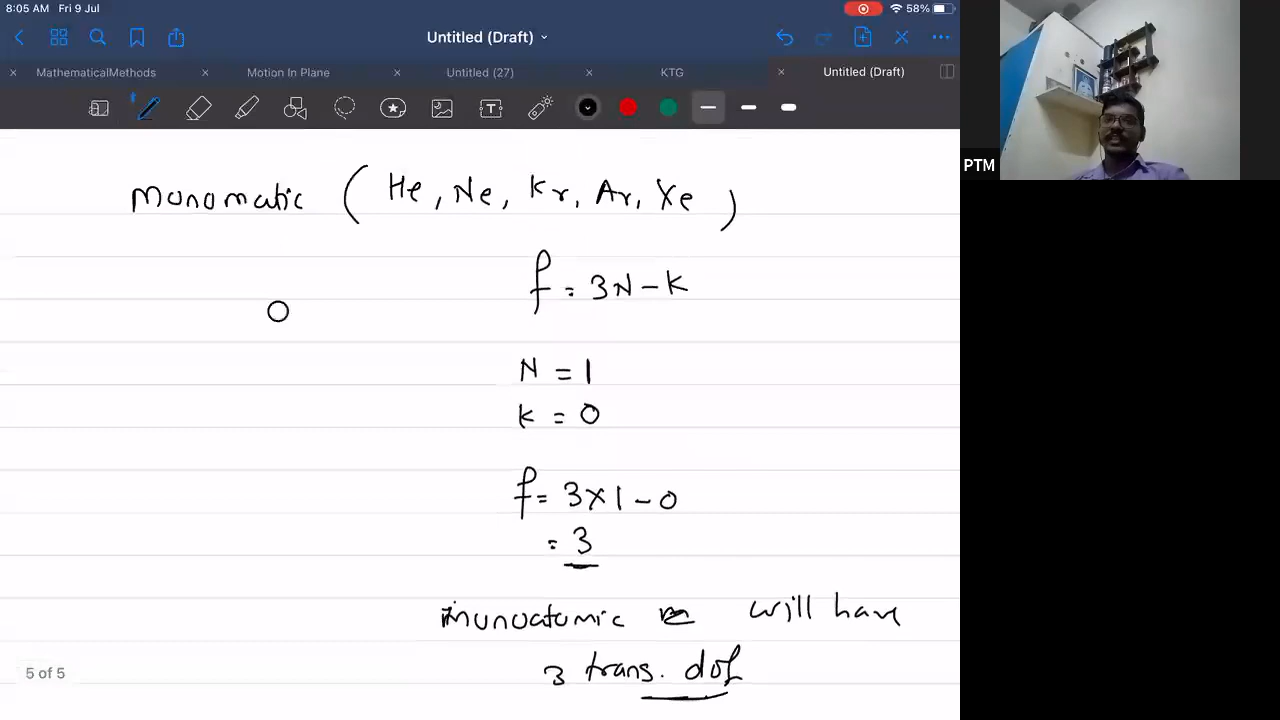 8:05 AM Fri 9 Jul
58%
Untitled (Draft)
MathematicalMethods
Motion In Plane
Untitled (27)
KTG
Untitled (Draft)
PTM
Monomatic ( He, Ne, Kr, Ar, Xe )
f = 3N - K
N = 1
K = 0
f = 3 x 1 - 0
= 3
monoatomic will have
3 trans. dof
5 of 5